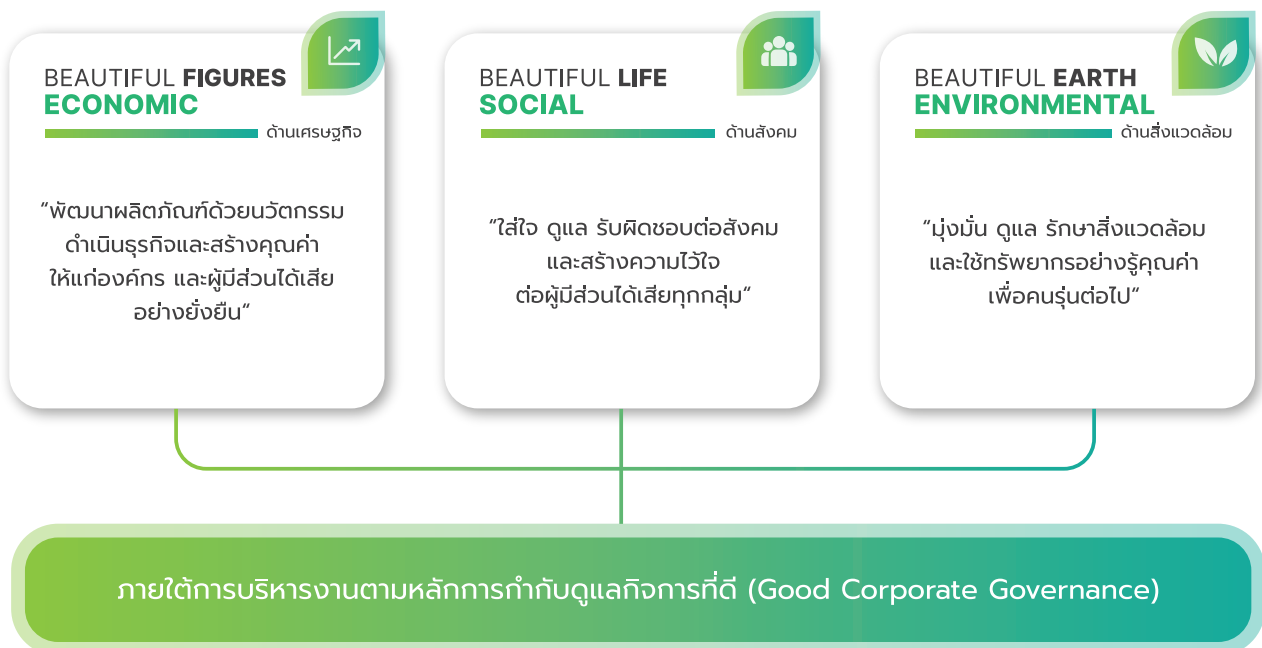 BEAUTIFUL FIGURES
ECONOMIC
ด้านเศรษฐกิจ
“พัฒนาผลิตภัณฑ์ด้วยนวัตกรรม
ดำเนินธุรกิจและสร้างคุณค่า
ให้แก่องค์กร และผู้มีส่วนได้เสีย
อย่างยั่งยืน“
BEAUTIFUL LIFE
SOCIAL
ด้านสังคม
“ใส่ใจ ดูแล รับผิดชอบต่อสังคม
และสร้างความไว้ใจ
ต่อผู้มีส่วนได้เสียทุกกลุ่ม“
BEAUTIFUL EARTH
ENVIRONMENTAL
ด้านสิ่งแวดล้อม
“มุ่งมั่น ดูแล รักษาสิ่งแวดล้อม
และใช้ทรัพยากรอย่างรู้คุณค่า
เพื่อคนรุ่นต่อไป“
ภายใต้การบริหารงานตามหลักการกำกับดูแลกิจการที่ดี (Good Corporate Governance)